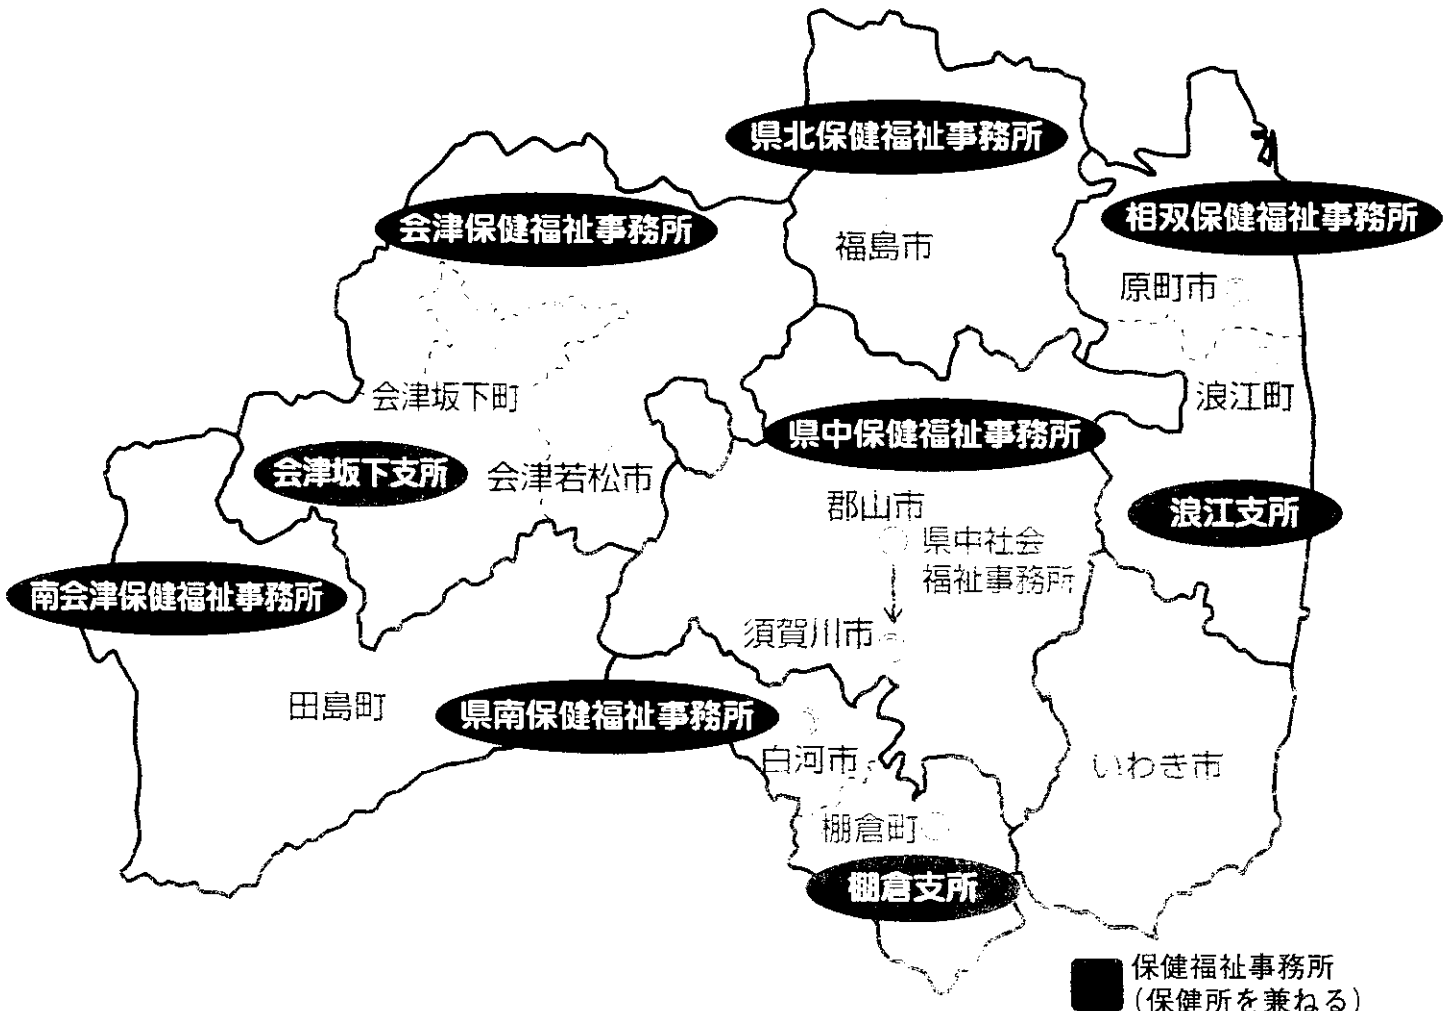 県北保健福祉事務所
会津保健福祉事務所
相双保健福祉事務所
福島市
原町市
会津坂下町
浪江町
県中保健福祉事務所
会津坂下支所
会津若松市
郡山市
浪江支所
県中社会
福祉事務所
南会津保健福祉事務所
須賀川市
田島町
県南保健福祉事務所
白河市
いわき市
棚倉町
棚倉支所
保健福祉事務所
(保健所を兼ねる)